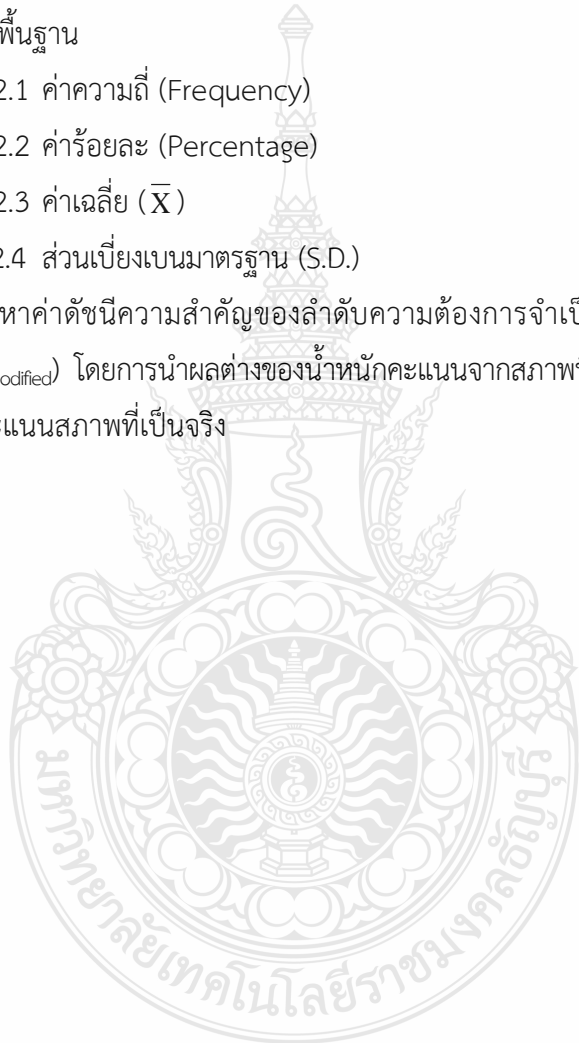 พื้นฐาน
2.1 ค่าความถี่ (Frequency)
2.2 ค่าร้อยละ (Percentage)
2.3 ค่าเฉลี่ย (X̄)
2.4 ส่วนเบี่ยงเบนมาตรฐาน (S.D.)
หาค่าดัชนีความสำคัญของลำดับความต้องการจำเป็
odified) โดยการนำผลต่างของน้ำหนักคะแนนจากสภาพ
ะแนนสภาพที่เป็นจริง
มหาวิทยาลัยเทคโนโลยีราชมงคลธัญบุรี